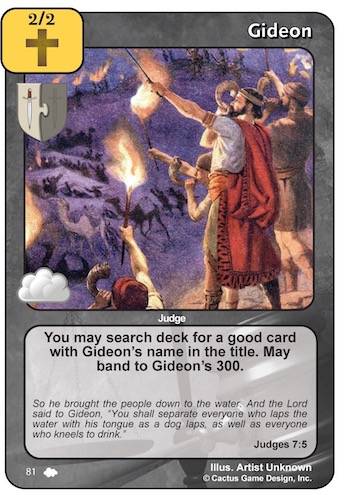 2/2
Gideon
Judge
You may search deck for a good card
with Gideon's name in the title. May
band to Gideon's 300.
So he brought the people down to the water. And the Lord
said to Gideon, "You shall separate everyone who laps the
water with his tongue as a dog laps, as well as everyone
who kneels to drink."
Judges 7:5
81
Illus. Artist Unknown
© Cactus Game Design, Inc.